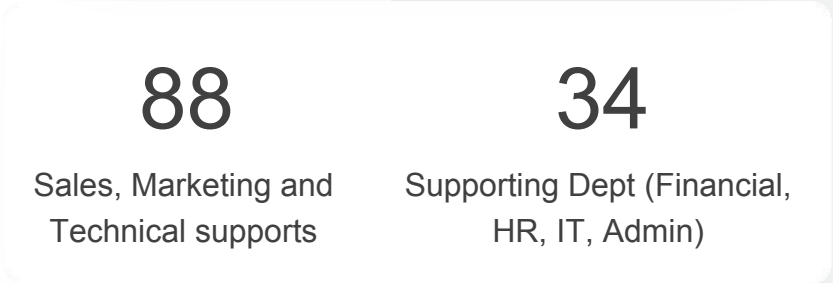 88
Sales, Marketing and
Technical supports
34
Supporting Dept (Financial,
HR, IT, Admin)